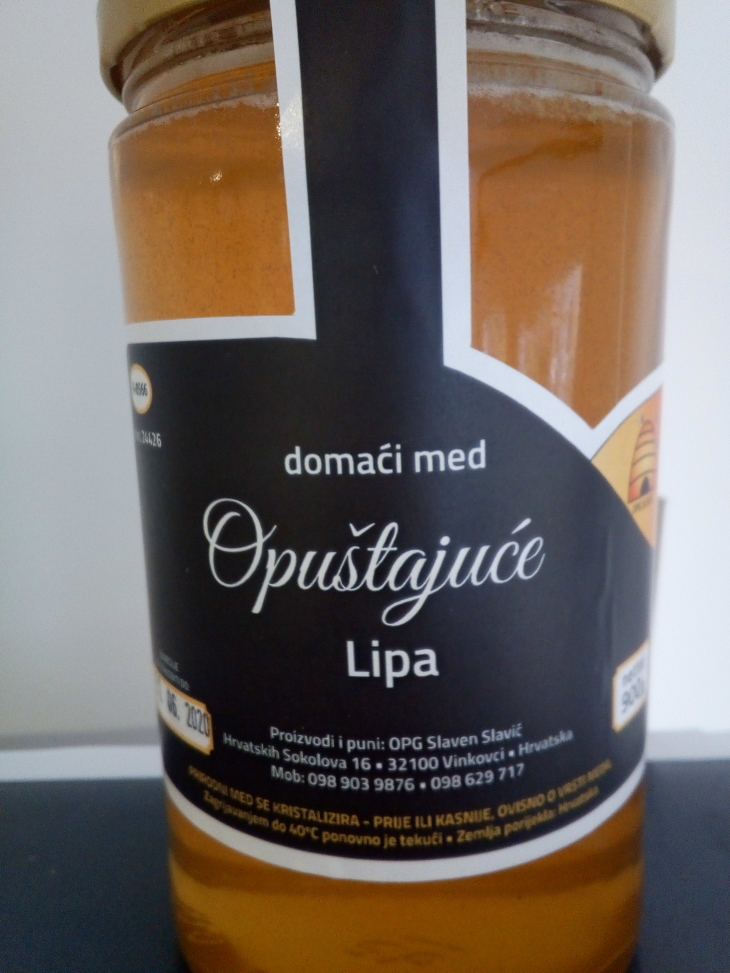 24426
domaći med
Opuštajuće
Lipa
06. 2020
900
Proizvodi i puni: OPG Slaven Slavić
Hrvatskih Sokolova 16 • 32100 Vinkovci • Hrvatska
Mob: 098 903 9876 • 098 629 717
PRIRODNI MED SE KRISTALIZIRA - PRIJE ILI KASNIJE, OVISNO O VRSTI MEDA.
Zagrijavanjem do 40°C ponovno je tekući • Zemlja porijekla: Hrvatska